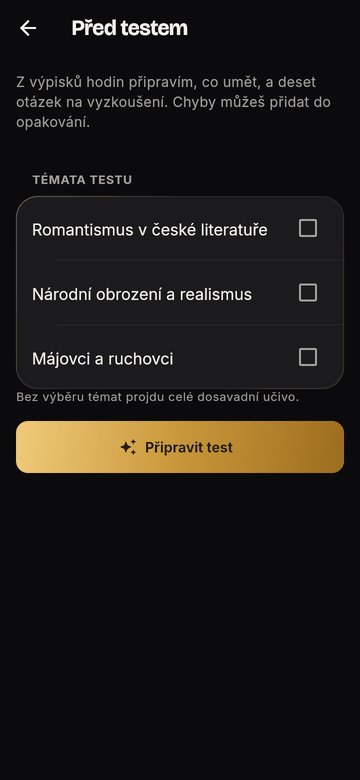 Před testem
Z výpisků hodin připravím, co umět, a deset
otázek na vyzkoušení. Chyby můžeš přidat do
opakování.
TÉMATA TESTU
Romantismus v české literatuře
Národní obrození a realismus
Májovci a ruchovci
Bez výběru témat projdu celé dosavadní učivo.
Připravit test